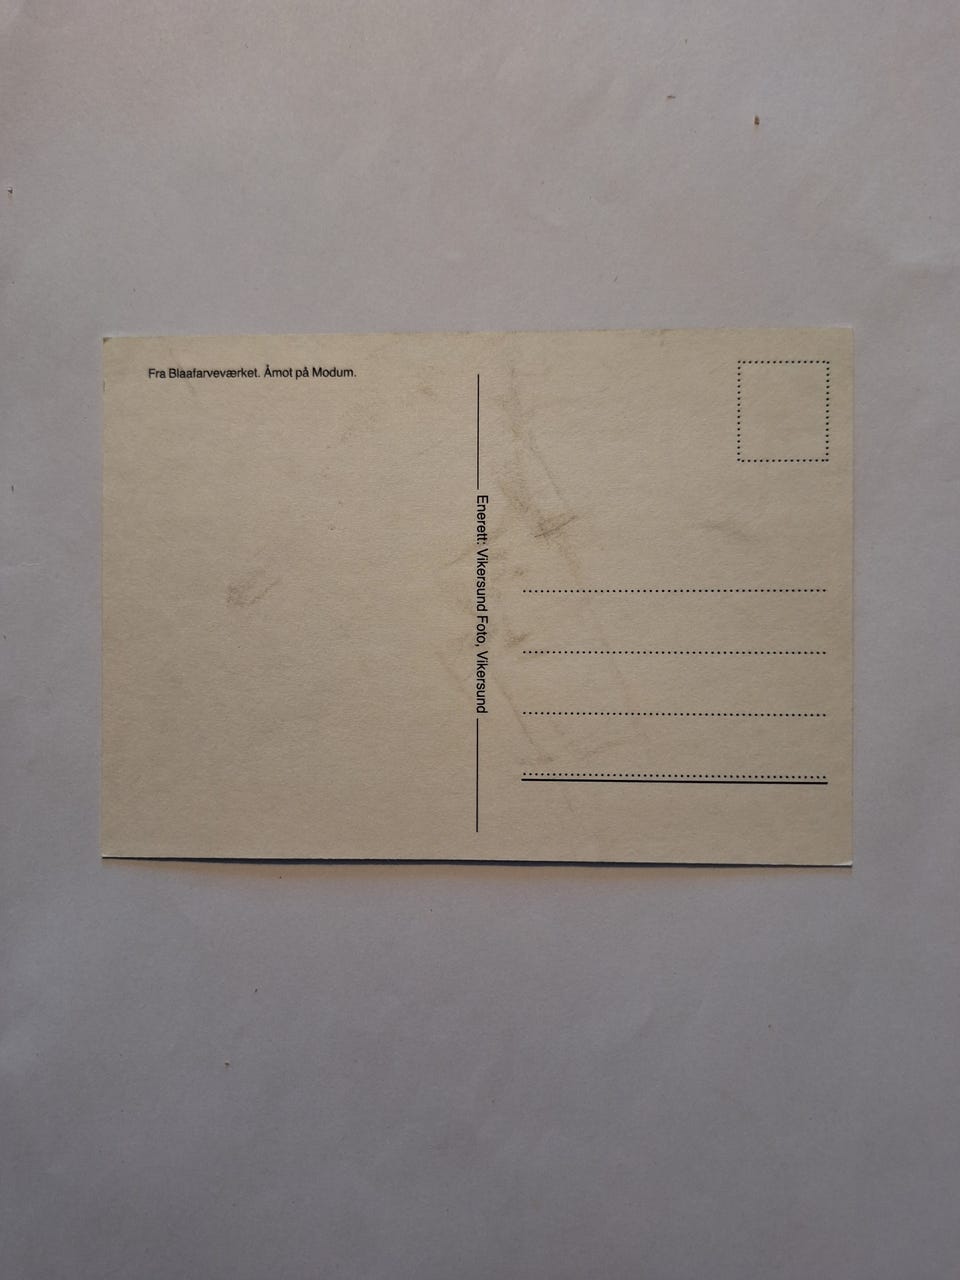 Fra Blaafarveværket. Åmot på Modum.
Enerett: Vikersund Foto, Vikersund